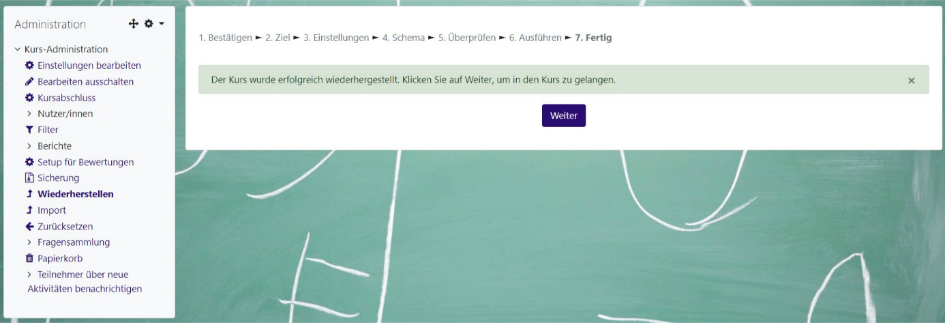 Administration
Kurs-Administration
Einstellungen bearbeiten
Bearbeiten ausschalten
Kursabschluss
Nutzer/innen
Filter
Berichte
Setup für Bewertungen
Sicherung
Wiederherstellen
Import
Zurücksetzen
Fragensammlung
Papierkorb
Teilnehmer über neue
Aktivitäten benachrichtigen
1. Bestätigen ► 2. Ziel ► 3. Einstellungen ► 4. Schema ► 5. Überprüfen ► 6. Ausführen ► 7. Fertig
Der Kurs wurde erfolgreich wiederhergestellt. Klicken Sie auf Weiter, um in den Kurs zu gelangen.
Weiter